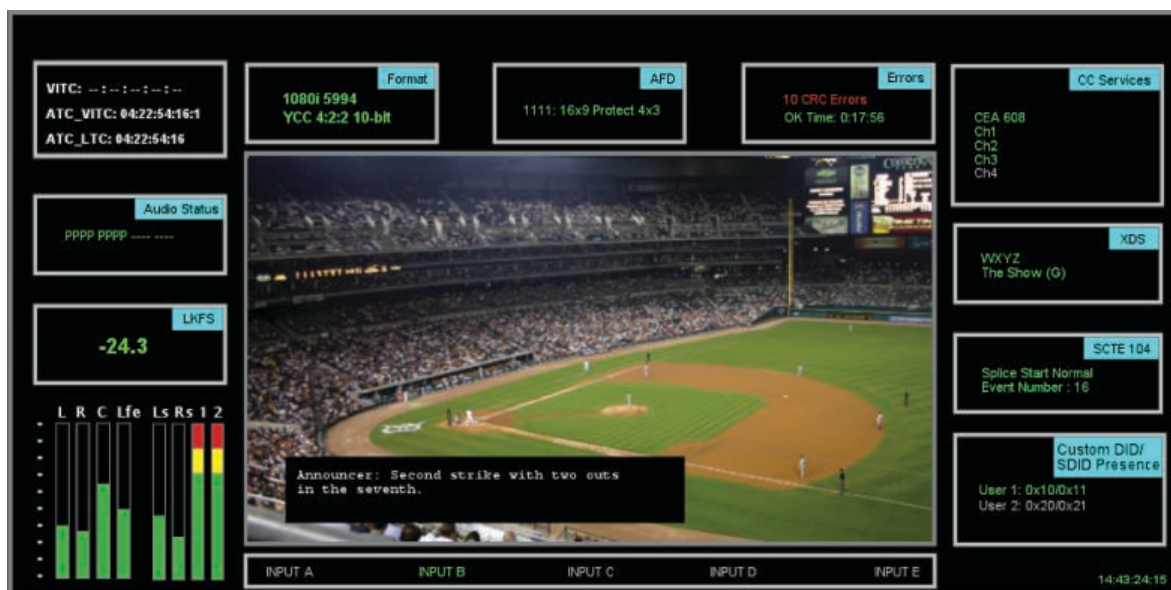 VITC: --:--:--:--:--
ATC_VITC: 04:22:54:16:1
ATC_LTC: 04:22:54:16
Format
1080i 5994
YCC 4:2:2 10-bit
AFD
1111: 16x9 Protect 4x3
Errors
10 CRC Errors
OK Time: 0:17:56
CC Services
CEA 608
Ch1
Ch2
Ch3
Ch4
Audio Status
PPPP PPPP ---- ----
XDS
WXYZ
The Show (G)
LKFS
-24.3
SCTE 104
Splice Start Normal
Event Number : 16
L R C Lfe Ls Rs 1 2
Custom DID/
SDID Presence
User 1: 0x10/0x11
User 2: 0x20/0x21
Announcer: Second strike with two outs
in the seventh.
INPUT A INPUT B INPUT C INPUT D INPUT E
14:43:24:15